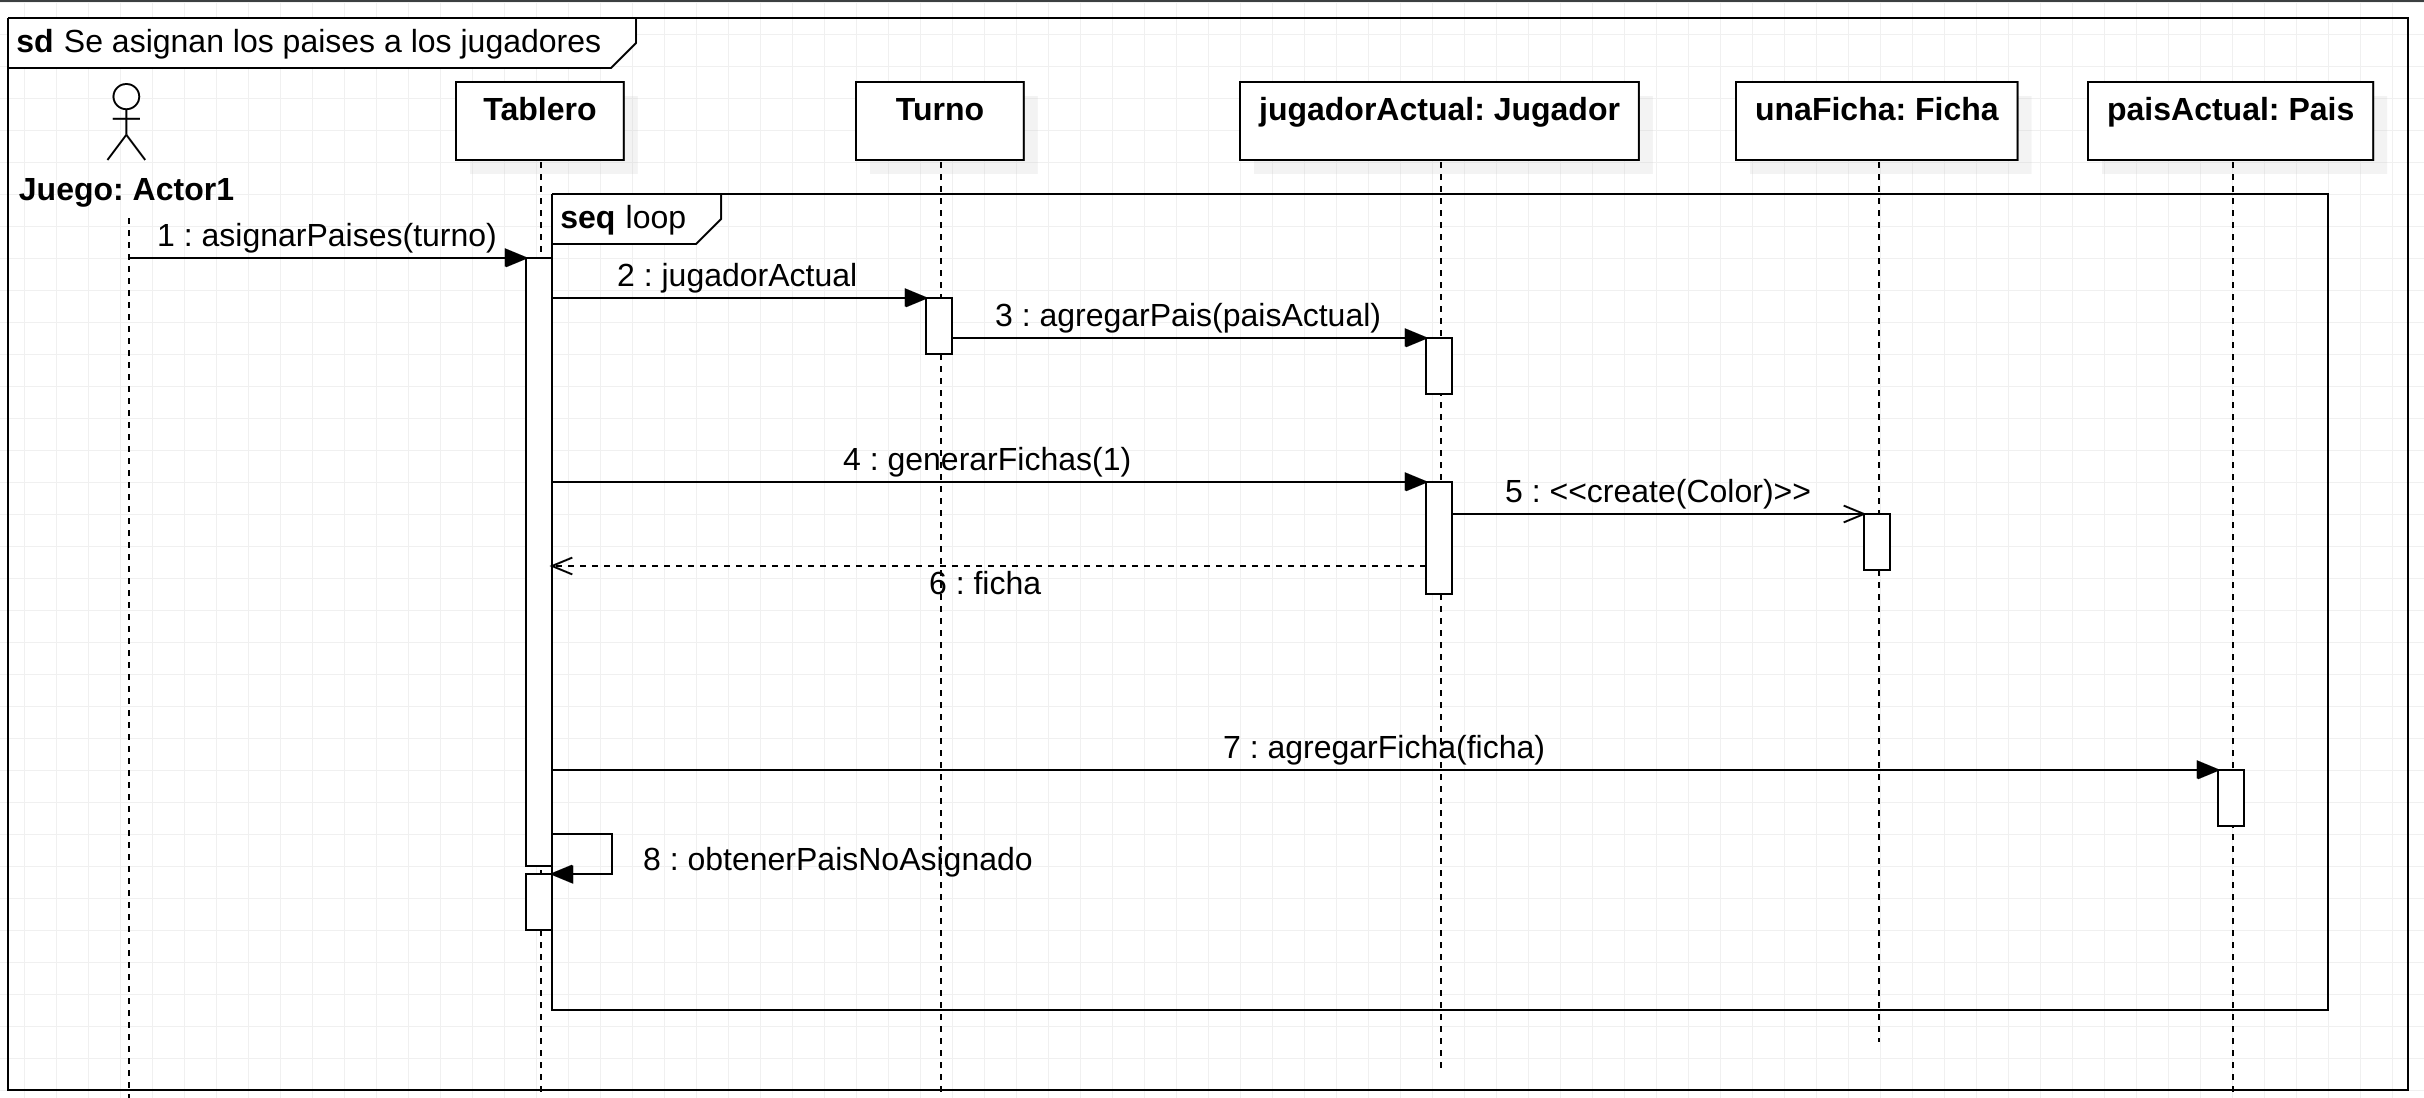 sd Se asignan los paises a los jugadores
Tablero
Turno
jugadorActual: Jugador
unaFicha: Ficha
paisActual: Pais
Juego: Actor1
seq loop
1 : asignarPaises(turno)
2 : jugadorActual
3 : agregarPais(paisActual)
4 : generarFichas(1)
5 : <<create(Color)>>
6 : ficha
7 : agregarFicha(ficha)
8 : obtenerPaisNoAsignado